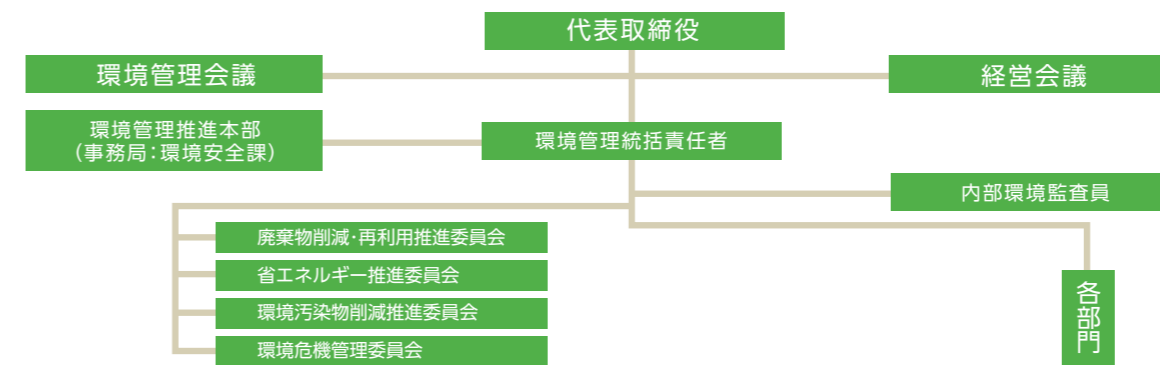 代表取締役
環境管理会議
経営会議
環境管理推進本部
（事務局：環境安全課）
環境管理統括責任者
内部環境監査員
廃棄物削減・再利用推進委員会
省エネルギー推進委員会
環境汚染物削減推進委員会
環境危機管理委員会
各部門